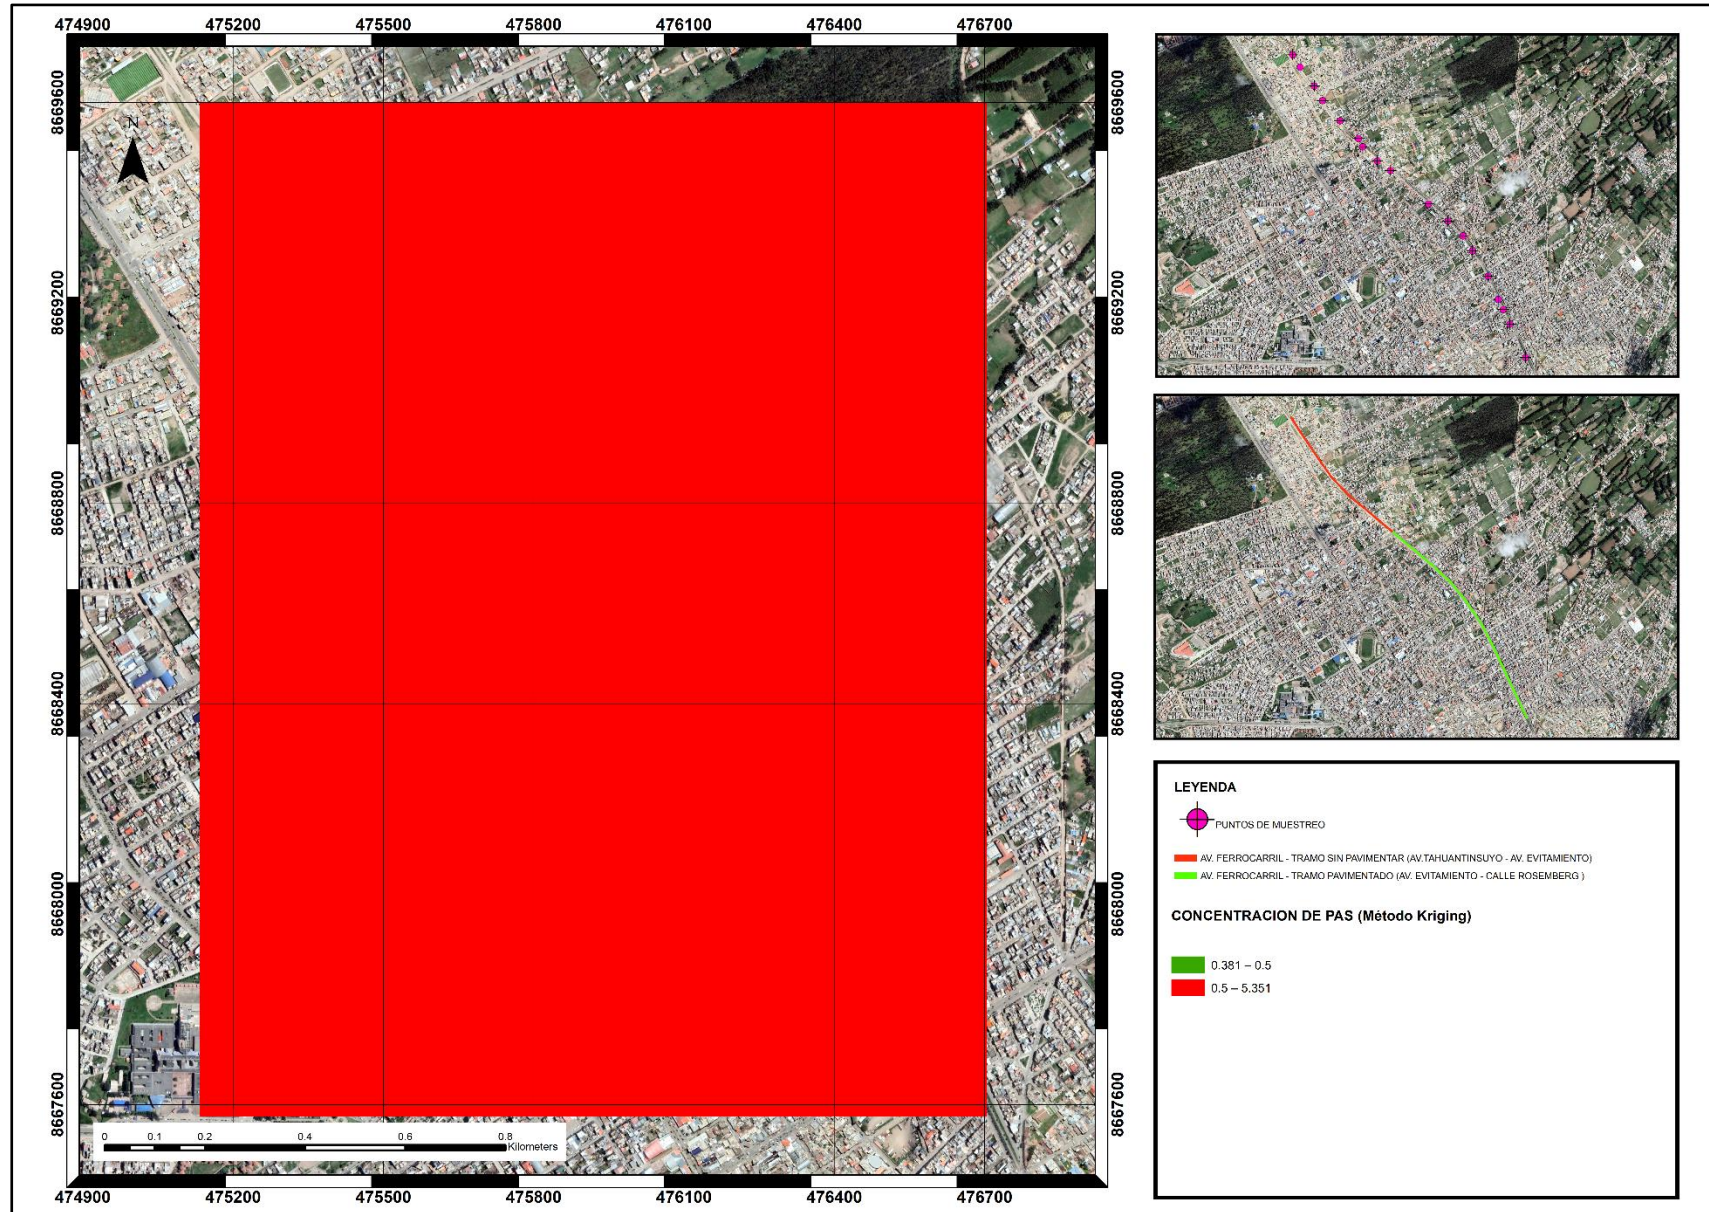 474900 475200 475500 475800 476100 476400 476700
8669600 8669600
N
8669200 8669200
8668800 8668800
8668400 8668400
8668000 8668000
8667600 8667600
0 0.1 0.2 0.4 0.6 0.8
Kilometers
474900 475200 475500 475800 476100 476400 476700
LEYENDA
PUNTOS DE MUESTREO
AV. FERROCARRIL - TRAMO SIN PAVIMENTAR (AV.TAHUANTINSUYO - AV. EVITAMIENTO)
AV. FERROCARRIL - TRAMO PAVIMENTADO (AV. EVITAMIENTO - CALLE ROSEMBERG )
CONCENTRACION DE PAS (Método Kriging)
0.381 – 0.5
0.5 – 5.351